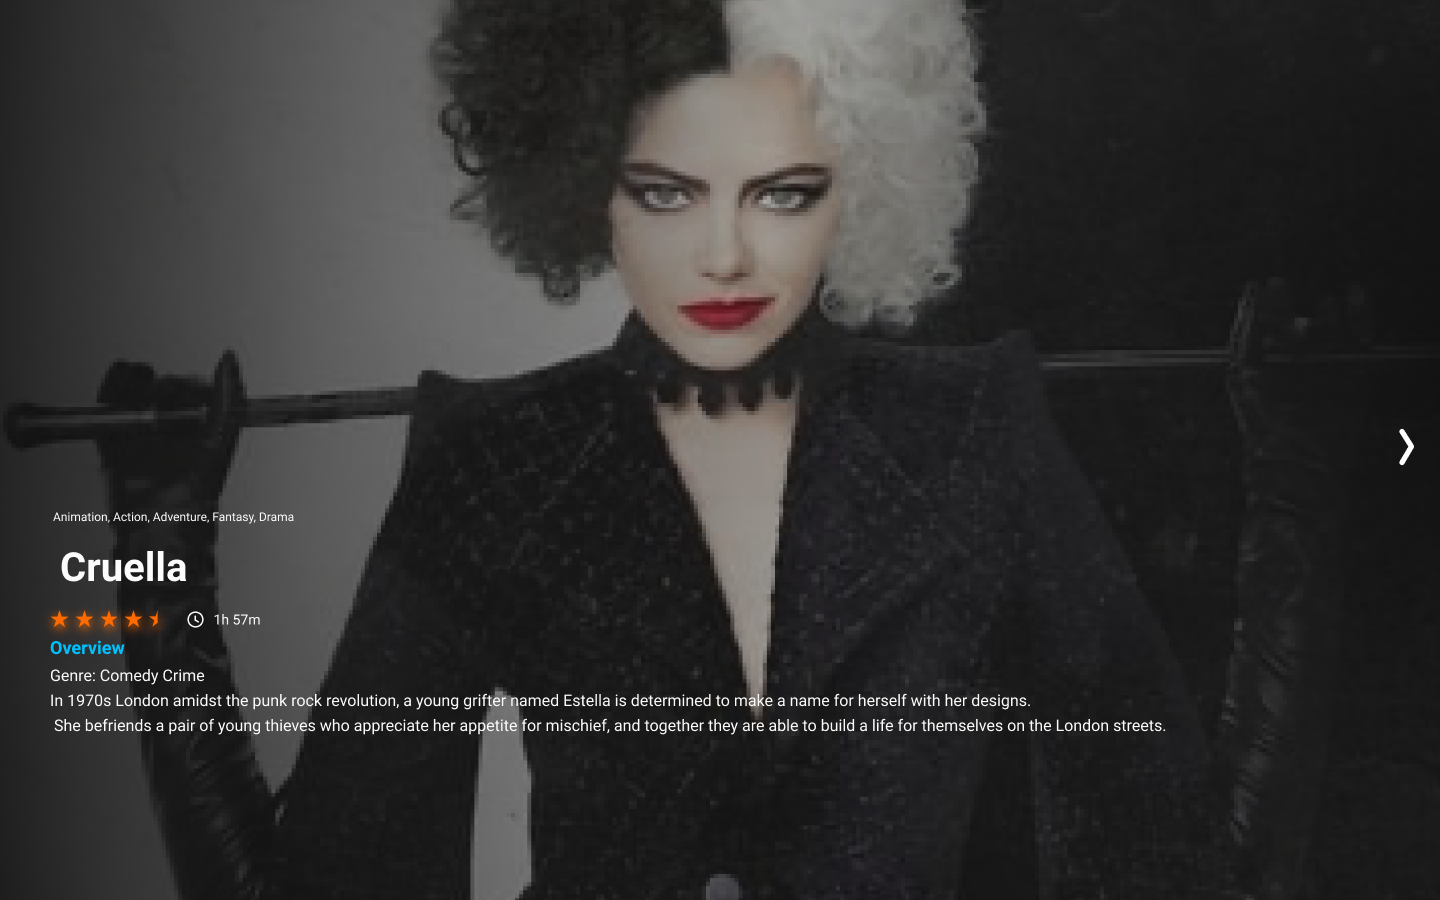 Animation, Action, Adventure, Fantasy, Drama
Cruella
1h 57m
Overview
Genre: Comedy Crime
In 1970s London amidst the punk rock revolution, a young grifter named Estella is determined to make a name for herself with her designs.
She befriends a pair of young thieves who appreciate her appetite for mischief, and together they are able to build a life for themselves on the London streets.